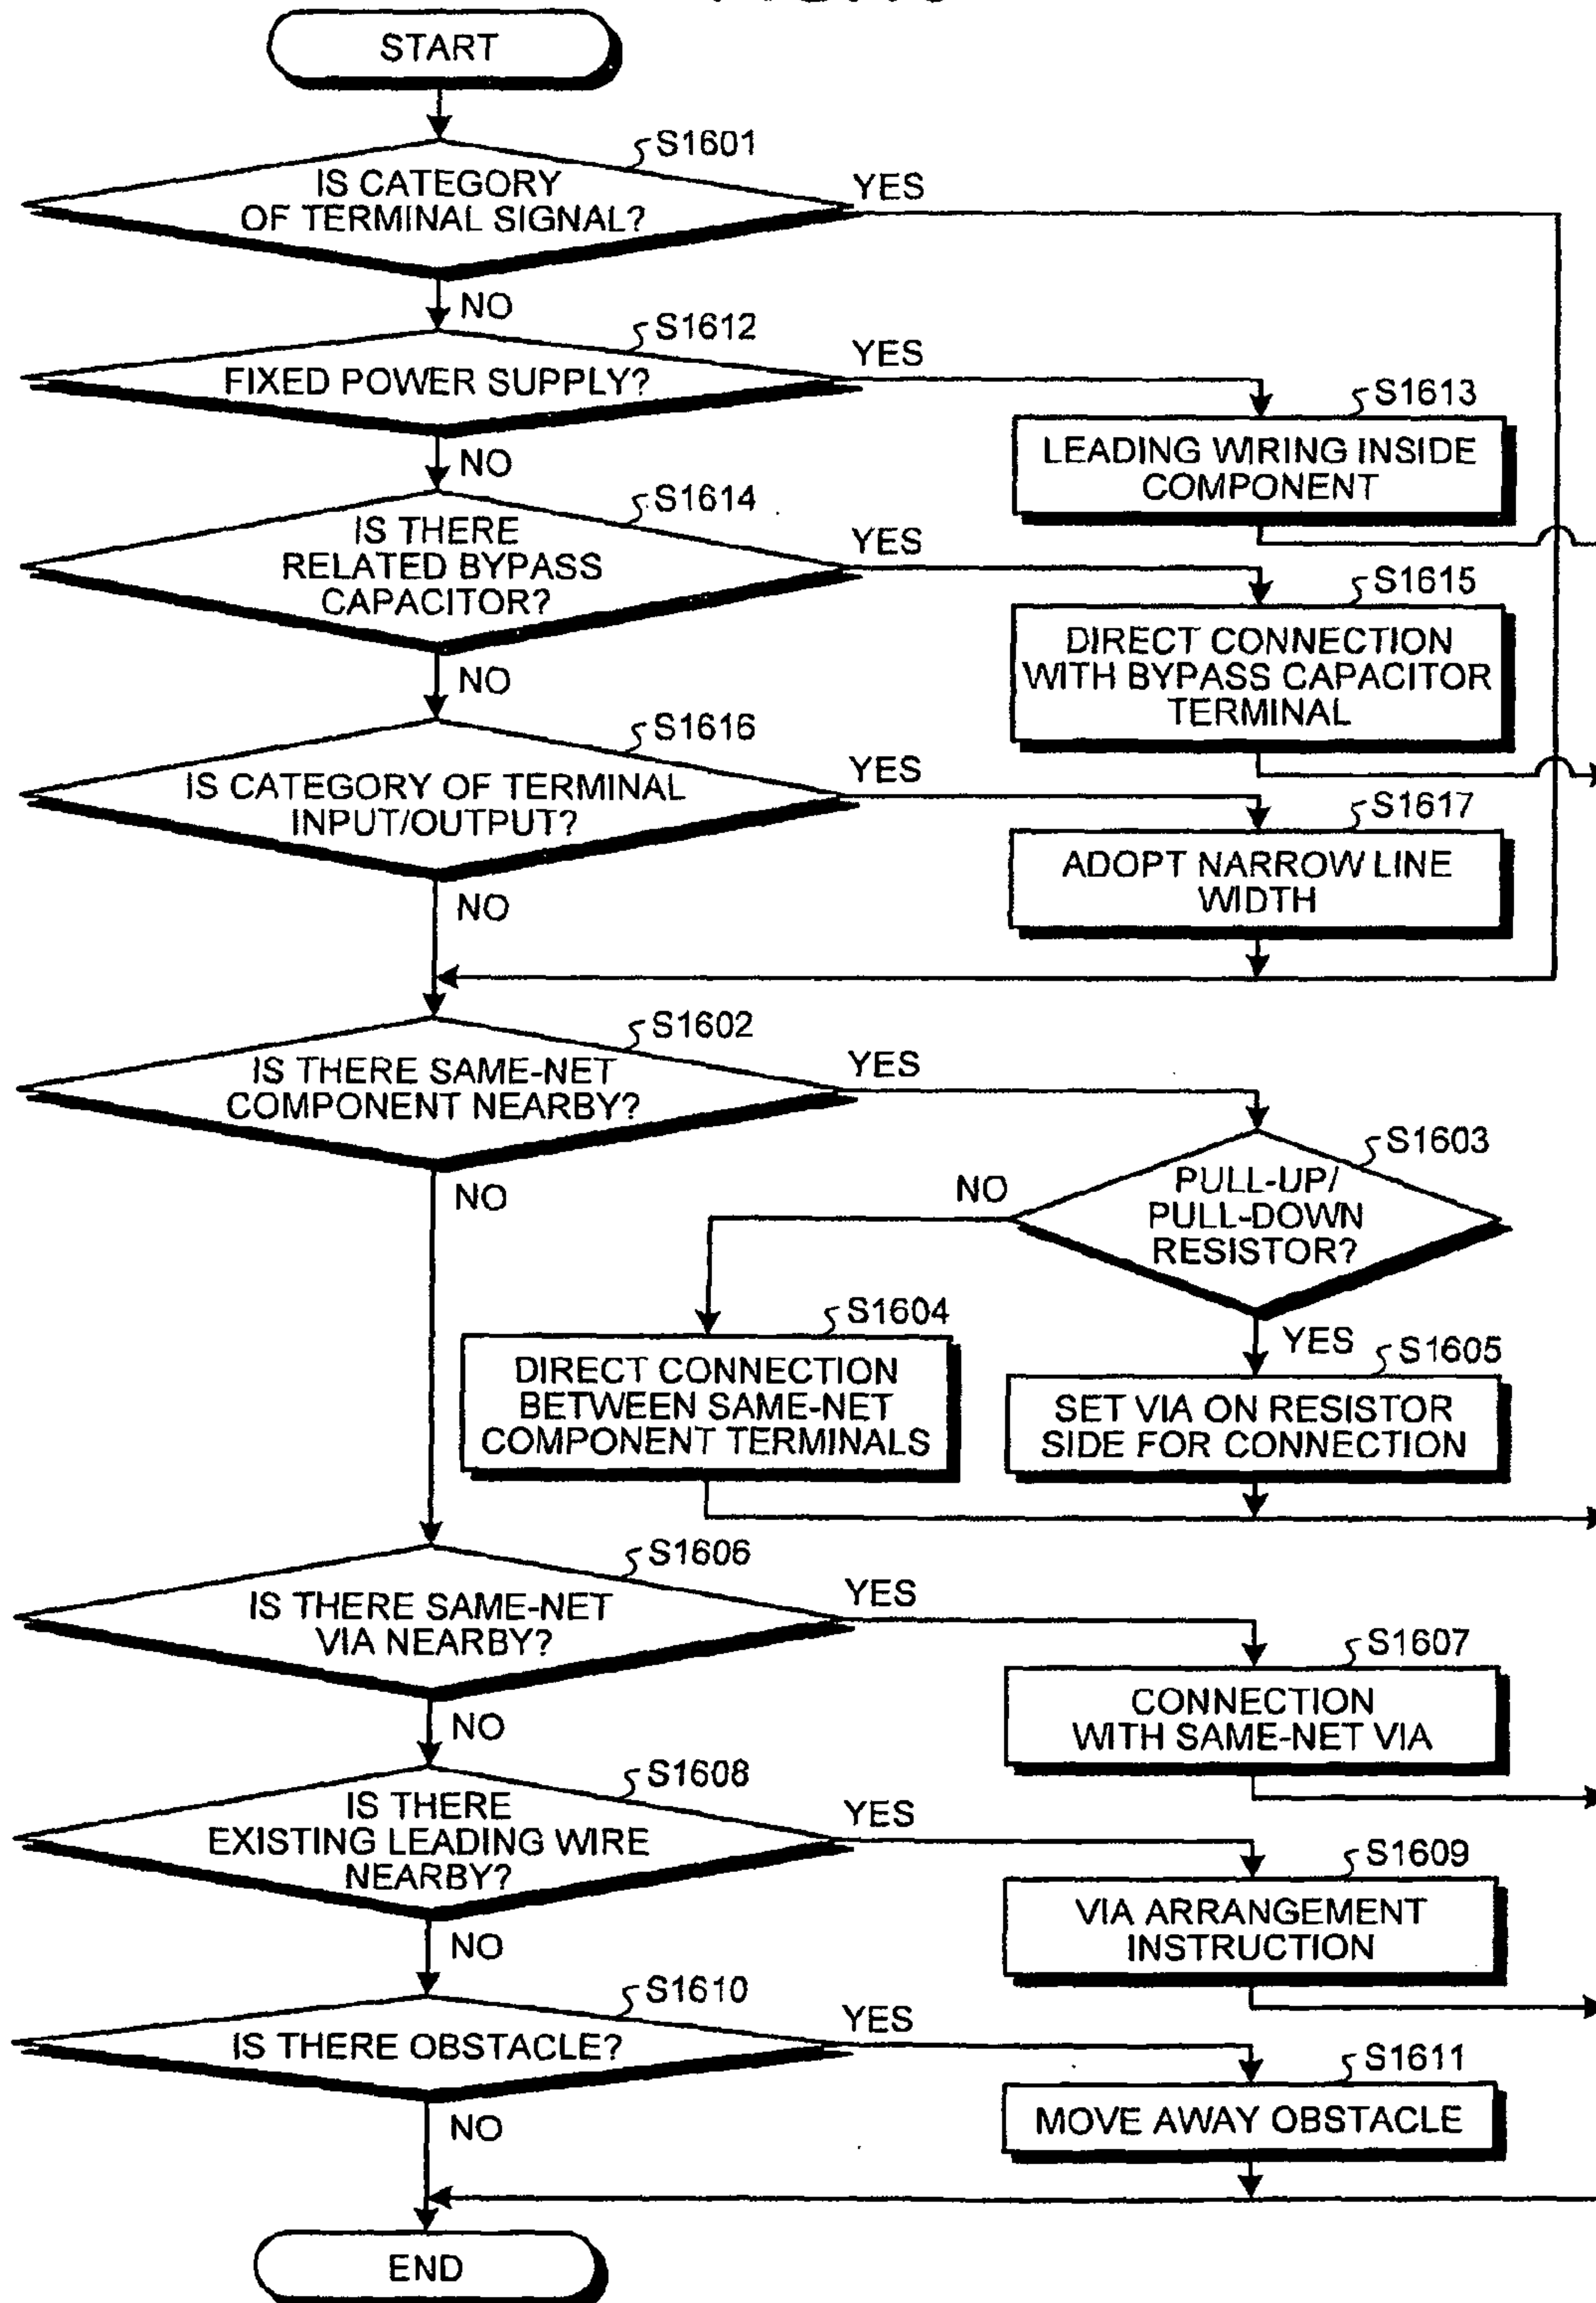 START
S1601
IS CATEGORY
OF TERMINAL SIGNAL?
YES
NO
S1612
FIXED POWER SUPPLY?
YES
S1613
LEADING WIRING INSIDE
COMPONENT
NO
S1614
IS THERE
RELATED BYPASS
CAPACITOR?
YES
S1615
DIRECT CONNECTION
WITH BYPASS CAPACITOR
TERMINAL
NO
S1616
IS CATEGORY OF TERMINAL
INPUT/OUTPUT?
YES
S1617
ADOPT NARROW LINE
WIDTH
NO
S1602
IS THERE SAME-NET
COMPONENT NEARBY?
YES
NO
S1603
PULL-UP/
PULL-DOWN
RESISTOR?
NO
YES
S1604
DIRECT CONNECTION
BETWEEN SAME-NET
COMPONENT TERMINALS
S1605
SET VIA ON RESISTOR
SIDE FOR CONNECTION
S1606
IS THERE SAME-NET
VIA NEARBY?
YES
S1607
CONNECTION
WITH SAME-NET VIA
NO
S1608
IS THERE
EXISTING LEADING WIRE
NEARBY?
YES
S1609
VIA ARRANGEMENT
INSTRUCTION
NO
S1610
IS THERE OBSTACLE?
YES
S1611
MOVE AWAY OBSTACLE
NO
END